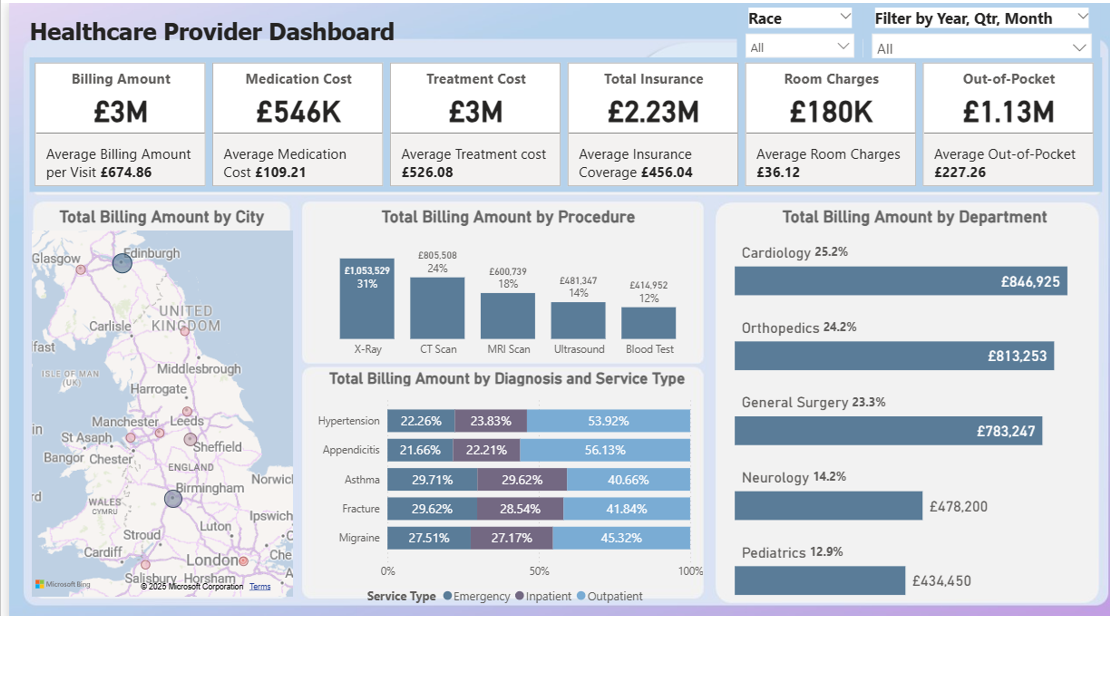 Healthcare Provider Dashboard
Race
Filter by Year, Qtr, Month
All
All
Billing Amount
£3M
Average Billing Amount
per Visit £674.86
Medication Cost
£546K
Average Medication
Cost £109.21
Treatment Cost
£3M
Average Treatment cost
£526.08
Total Insurance
£2.23M
Average Insurance
Coverage £456.04
Room Charges
£180K
Average Room Charges
£36.12
Out-of-Pocket
£1.13M
Average Out-of-Pocket
£227.26
Total Billing Amount by City
Glasgow
Edinburgh
UNITED
KINGDOM
Carlisle
fast
ISLE OF MAN
(UK)
Middlesbrough
Harrogate
Manchester
Leeds
in
St Asaph
Sheffield
Bangor
Chester
ENGLAND
Norwic
rd
Birmingham
WALES
CYMRU
Ipswich
Luton
Stroud
Cardiff
London
Che
Salisbury
Horsham
A
Microsoft Bing
© 2025 Microsoft Corporation
Terms
Total Billing Amount by Procedure
£1,053,529
31%
£805,508
24%
£600,739
18%
£481,347
14%
£414,952
12%
X-Ray
CT Scan
MRI Scan
Ultrasound
Blood Test
Total Billing Amount by Diagnosis and Service Type
Hypertension 22.26% 23.83% 53.92%
Appendicitis 21.66% 22.21% 56.13%
Asthma 29.71% 29.62% 40.66%
Fracture 29.62% 28.54% 41.84%
Migraine 27.51% 27.17% 45.32%
0% 50% 100%
Service Type Emergency Inpatient Outpatient
Total Billing Amount by Department
Cardiology 25.2%
£846,925
Orthopedics 24.2%
£813,253
General Surgery 23.3%
£783,247
Neurology 14.2%
£478,200
Pediatrics 12.9%
£434,450